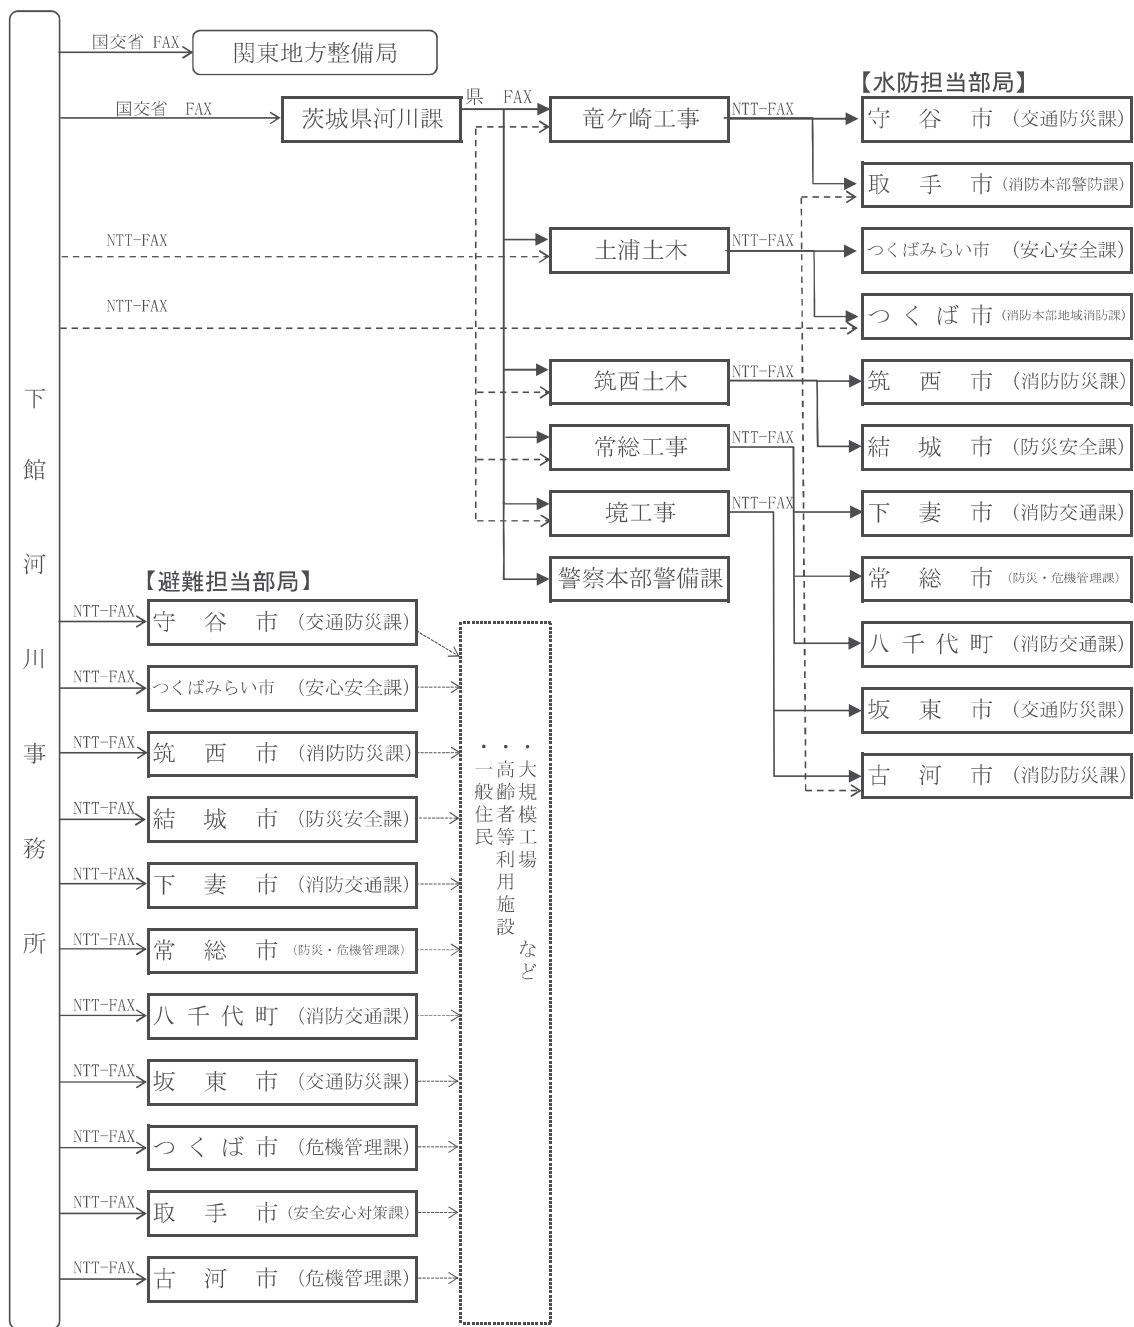 下館河川事務所
国交省 FAX
関東地方整備局
国交省 FAX
茨城県河川課
県 FAX
竜ケ崎工事
NTT-FAX
【水防担当部局】
守谷市(交通防災課)
取手市(消防本部警防課)
NTT-FAX
土浦土木
NTT-FAX
つくばみらい市(安心安全課)
NTT-FAX
つくば市(消防本部地域消防課)
筑西土木
NTT-FAX
筑西市(消防防災課)
常総工事
NTT-FAX
結城市(防災安全課)
境工事
NTT-FAX
下妻市(消防交通課)
警察本部警備課
常総市(防災・危機管理課)
八千代町(消防交通課)
坂東市(交通防災課)
古河市(消防防災課)
【避難担当部局】
NTT-FAX
守谷市(交通防災課)
NTT-FAX
つくばみらい市(安心安全課)
NTT-FAX
筑西市(消防防災課)
NTT-FAX
結城市(防災安全課)
NTT-FAX
下妻市(消防交通課)
NTT-FAX
常総市(防災・危機管理課)
NTT-FAX
八千代町(消防交通課)
NTT-FAX
坂東市(交通防災課)
NTT-FAX
つくば市(危機管理課)
NTT-FAX
取手市(安全安心対策課)
NTT-FAX
古河市(危機管理課)
・大規模工場 など
・高齢者等利用施設
・一般住民